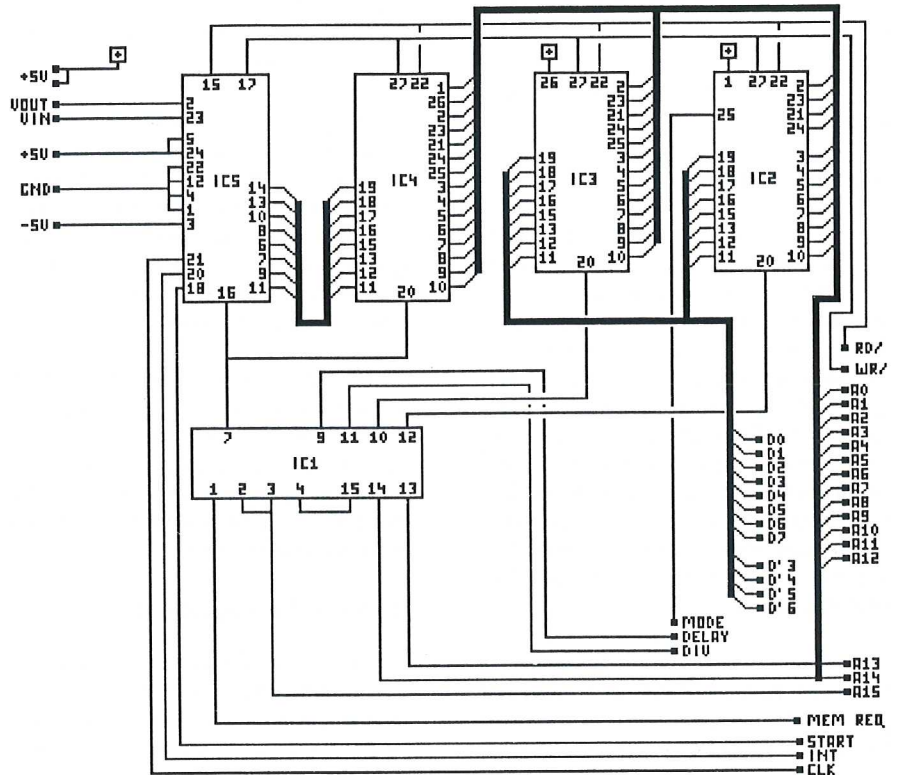 +
+5V
VOUT
VIN
+5V
GND
-5V
15 17
2
23
5
24
22
12
4
1
3
21
20
18
16
IC5
14
13
10
8
6
7
9
11
27 22
1
26
2
23
21
24
25
3
4
5
6
7
8
9
10
IC4
19
18
17
16
15
13
12
11
20
+
26 27 22
2
23
21
24
25
3
4
5
6
7
8
9
10
IC3
19
18
17
16
15
13
12
11
20
+
1 27 22
25
2
23
21
24
19
18
17
16
15
13
12
11
IC2
3
4
5
6
7
8
9
10
20
7 9 11 10 12
IC1
1 2 3 4 15 14 13
RD/
WR/
A0
A1
A2
A3
A4
A5
A6
A7
A8
A9
A10
A11
A12
D0
D1
D2
D3
D4
D5
D6
D7
D'3
D'4
D'5
D'6
MODE
DELAY
DIV
A13
A14
A15
MEM REQ
START
INT
CLK